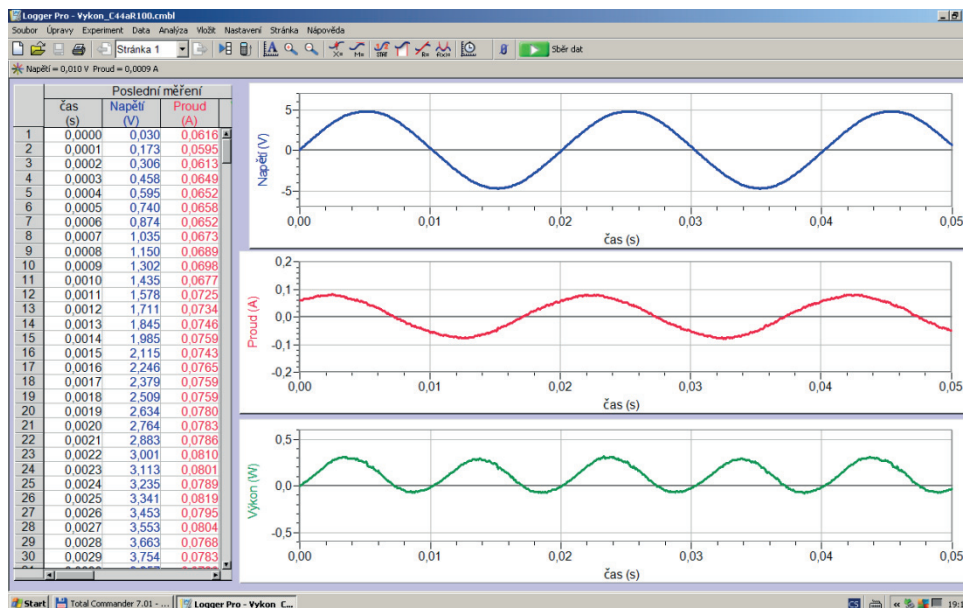 Logger Pro - Vykon_C44aR100.cmbl
Soubor Úpravy Experiment Data Analýza Vložit Nastavení Stránka Nápověda
Stránka 1 Sběr dat
Napětí = 0,010 V Proud = 0,0009 A
Poslední měření
čas Napětí Proud
(s) (V) (A)
1 0,0000 0,030 0,0616
2 0,0001 0,173 0,0595
3 0,0002 0,306 0,0613
4 0,0003 0,458 0,0649
5 0,0004 0,595 0,0652
6 0,0005 0,740 0,0658
7 0,0006 0,874 0,0652
8 0,0007 1,035 0,0673
9 0,0008 1,150 0,0689
10 0,0009 1,302 0,0698
11 0,0010 1,435 0,0677
12 0,0011 1,578 0,0725
13 0,0012 1,711 0,0734
14 0,0013 1,845 0,0746
15 0,0014 1,985 0,0759
16 0,0015 2,115 0,0743
17 0,0016 2,246 0,0765
18 0,0017 2,379 0,0759
19 0,0018 2,509 0,0759
20 0,0019 2,634 0,0780
21 0,0020 2,764 0,0783
22 0,0021 2,883 0,0786
23 0,0022 3,001 0,0810
24 0,0023 3,113 0,0801
25 0,0024 3,235 0,0789
26 0,0025 3,341 0,0819
27 0,0026 3,453 0,0795
28 0,0027 3,553 0,0804
29 0,0028 3,663 0,0768
30 0,0029 3,754 0,0783
Napětí (V)
5
0
-5
0,00 0,01 0,02 0,03 0,04 0,05
čas (s)
Proud (A)
0,2
0,1
0,0
-0,1
-0,2
0,00 0,01 0,02 0,03 0,04 0,05
čas (s)
Výkon (W)
0,5
0,0
-0,5
0,00 0,01 0,02 0,03 0,04 0,05
čas (s)
Start Total Commander 7.01 - ... Logger Pro - Vykon_C... CS